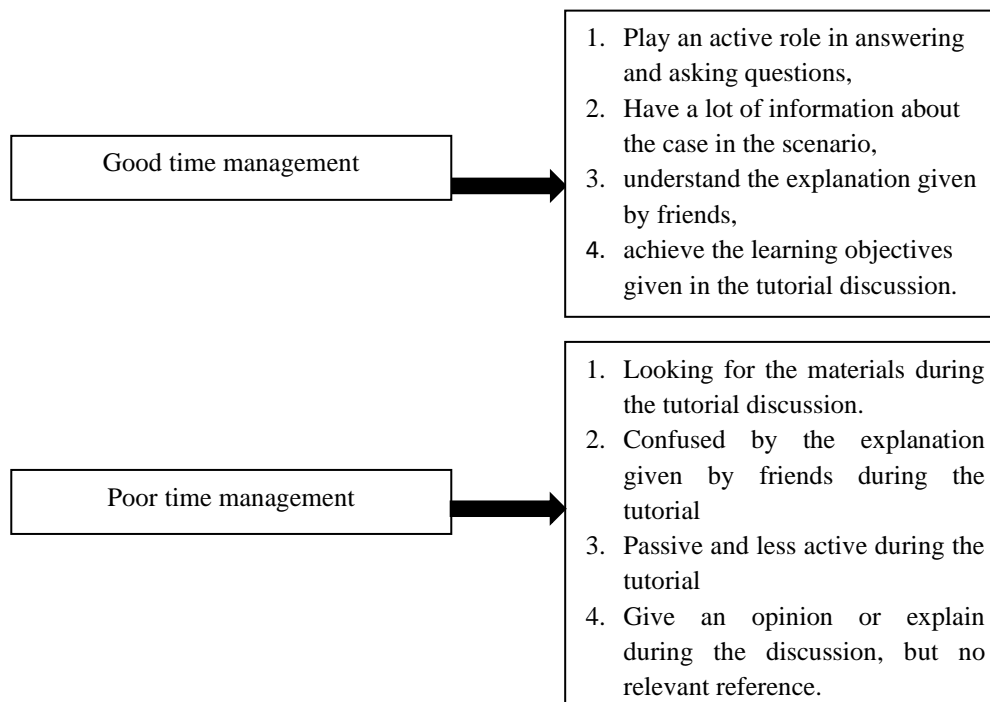 Good time management
1. Play an active role in answering
and asking questions,
2. Have a lot of information about
the case in the scenario,
3. understand the explanation given
by friends,
4. achieve the learning objectives
given in the tutorial discussion.
Poor time management
1. Looking for the materials during
the tutorial discussion.
2. Confused by the explanation
given by friends during the
tutorial
3. Passive and less active during the
tutorial
4. Give an opinion or explain
during the discussion, but no
relevant reference.